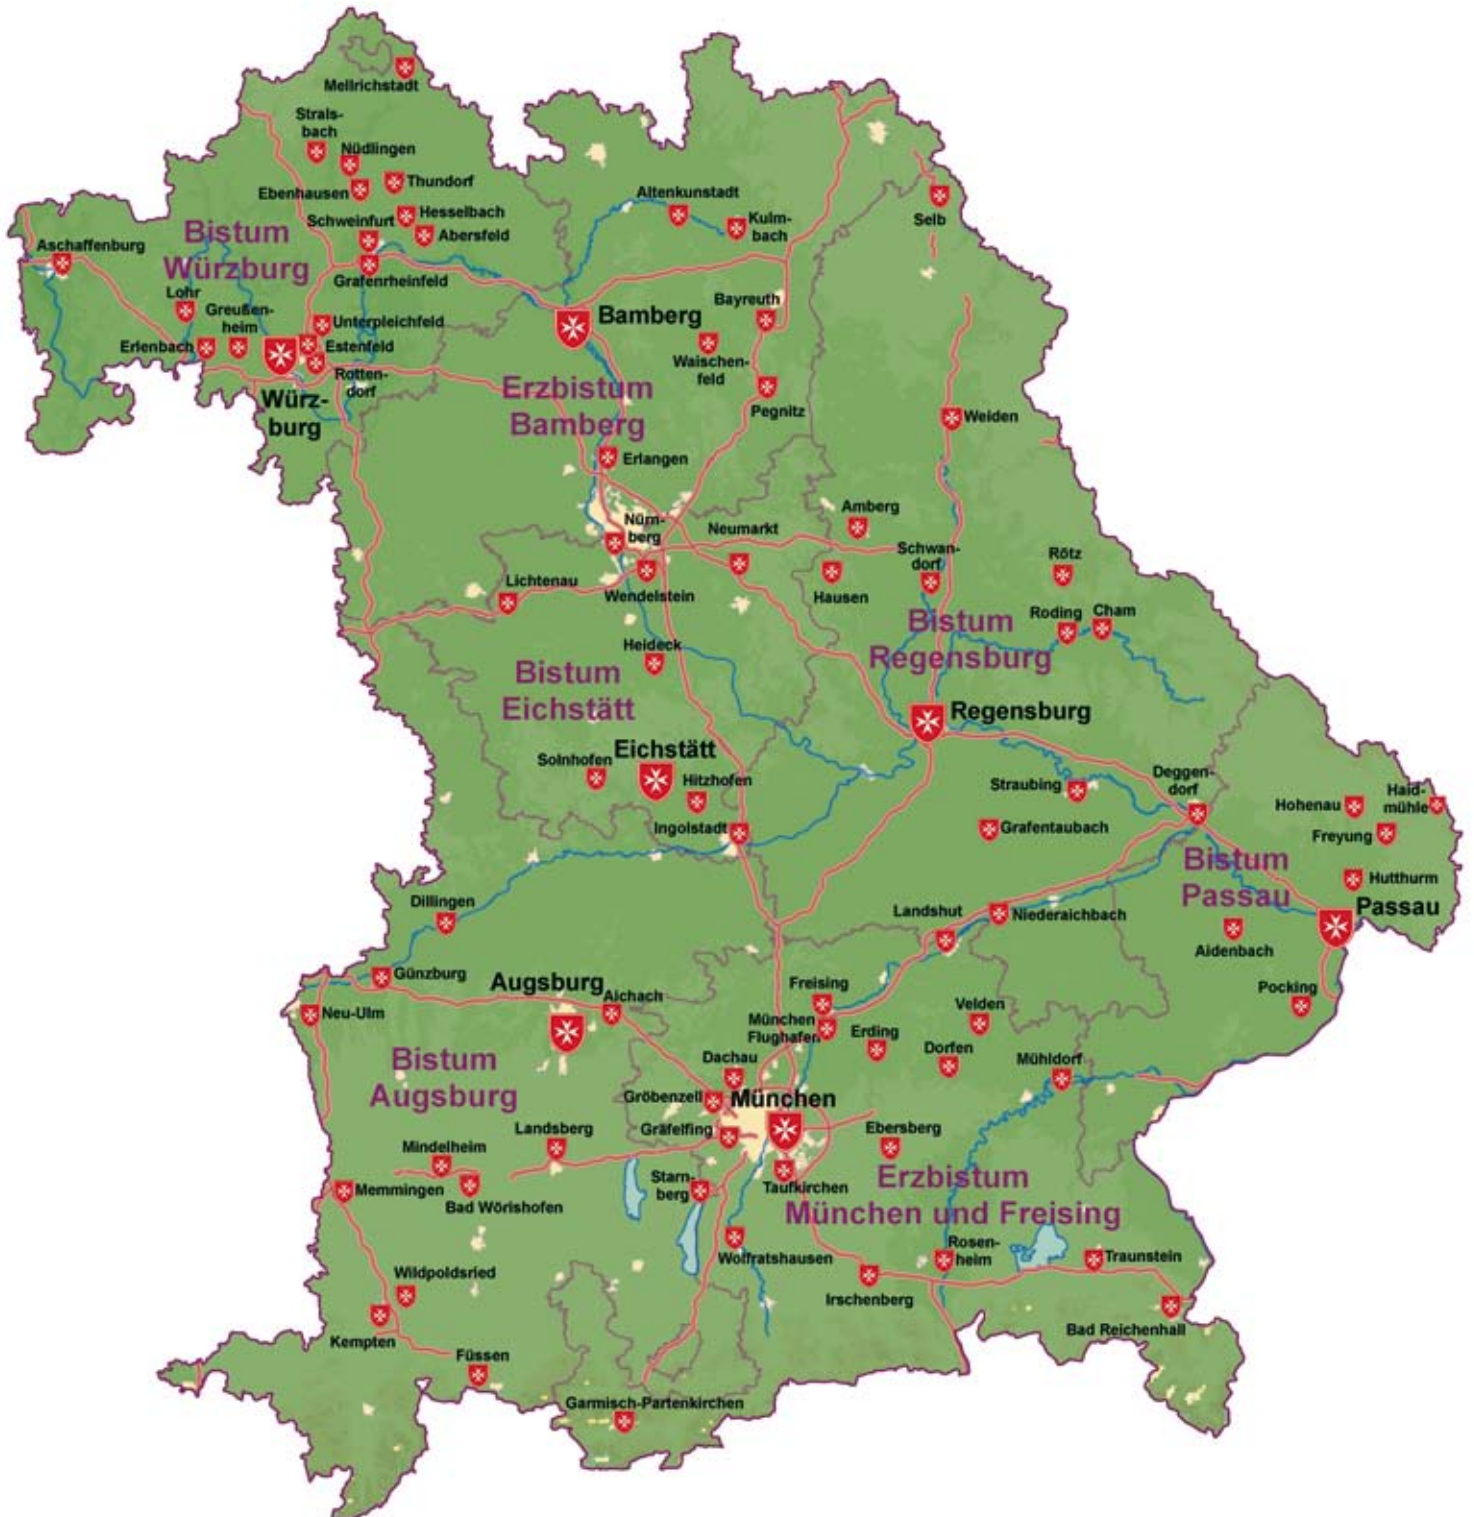 Mellrichstadt
Strals-
bach
Nüdlingen
Ebenhausen
Thundorf
Hesselbach
Schweinfurt
Abersfeld
Grafenrheinfeld
Aschaffenburg
Bistum
Würzburg
Lohr
Greußen-
heim
Erlenbach
Unterpleichfeld
Estenfeld
Rotten-
dorf
Würz-
burg
Altenkunstadt
Kulm-
bach
Selb
Bamberg
Bayreuth
Waischen-
feld
Pegnitz
Erzbistum
Bamberg
Weiden
Erlangen
Nürn-
berg
Neumarkt
Amberg
Schwan-
dorf
Rötz
Lichtenau
Wendelstein
Hausen
Roding
Cham
Bistum
Regensburg
Heideck
Bistum
Eichstätt
Regensburg
Solnhofen
Eichstätt
Hitzhofen
Ingolstadt
Straubing
Grafentaubach
Deggen-
dorf
Hohenau
Haid-
mühle
Freyung
Bistum
Passau
Hutthurm
Passau
Dillingen
Landshut
Niederaichbach
Aidenbach
Pocking
Günzburg
Neu-Ulm
Augsburg
Aichach
Freising
München
Flughafen
Erding
Velden
Dorfen
Mühldorf
Bistum
Augsburg
Dachau
Gröbenzell
München
Gräfelfing
Ebersberg
Mindelheim
Landsberg
Memmingen
Bad Wörishofen
Starn-
berg
Taufkirchen
Erzbistum
München und Freising
Wolfratshausen
Rosen-
heim
Traunstein
Irschenberg
Bad Reichenhall
Wildpoldsried
Kempten
Füssen
Garmisch-Partenkirchen